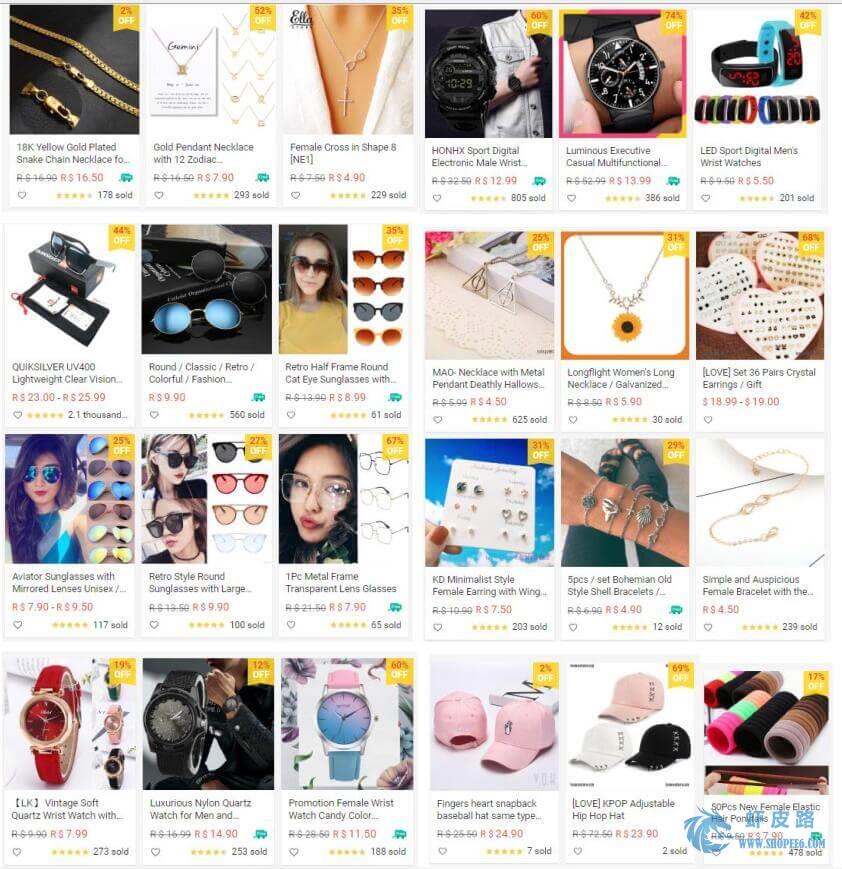 2%
OFF
52%
OFF
35%
OFF
60%
OFF
74%
OFF
42%
OFF
Gemini
Ella
10:29
18K Yellow Gold Plated
Snake Chain Necklace fo...
R$ 16.90 R$ 16.50
178 sold
Gold Pendant Necklace
with 12 Zodiac...
R$ 16.50 R$ 7.90
293 sold
Female Cross in Shape 8
[NE1]
R$ 7.50 R$ 4.90
229 sold
HONHX Sport Digital
Electronic Male Wrist...
R$ 32.50 R$ 12.99
805 sold
Luminous Executive
Casual Multifunctional...
R$ 52.99 R$ 13.99
386 sold
LED Sport Digital Men's
Wrist Watches
R$ 9.50 R$ 5.50
201 sold
44%
OFF
35%
OFF
25%
OFF
31%
OFF
68%
OFF
QUIKSILVER UV400
Lightweight Clear Vision...
R$ 23.00 - R$ 25.99
2.1 thousand...
Round / Classic / Retro /
Colorful / Fashion...
R$ 9.90
560 sold
Retro Half Frame Round
Cat Eye Sunglasses with...
R$ 13.90 R$ 8.99
61 sold
MAO- Necklace with Metal
Pendant Deathly Hallows...
R$ 5.99 R$ 4.50
625 sold
Longflight Women's Long
Necklace / Galvanized...
R$ 8.50 R$ 5.90
30 sold
[LOVE] Set 36 Pairs Crystal
Earrings / Gift
$ 18.99 - $ 19.00
25%
OFF
27%
OFF
67%
OFF
31%
OFF
29%
OFF
Fashion Jewelry
Aviator Sunglasses with
Mirrored Lenses Unisex /...
R$ 7.90 - R$ 9.50
117 sold
Retro Style Round
Sunglasses with Large...
R$ 13.50 R$ 9.90
100 sold
1Pc Metal Frame
Transparent Lens Glasses
R$ 21.50 R$ 7.90
65 sold
KD Minimalist Style
Female Earring with Wing...
R$ 10.90 R$ 7.50
203 sold
5pcs / set Bohemian Old
Style Shell Bracelets /...
R$ 6.90 R$ 4.90
12 sold
Simple and Auspicious
Female Bracelet with the...
R$ 4.50
239 sold
19%
OFF
12%
OFF
60%
OFF
2%
OFF
69%
OFF
17%
OFF
【LK】 Vintage Soft
Quartz Wrist Watch with...
R$ 9.90 R$ 7.99
273 sold
Luxurious Nylon Quartz
Watch for Men and...
R$ 16.99 R$ 14.90
253 sold
Promotion Female Wrist
Watch Candy Color...
R$ 28.50 R$ 11.50
188 sold
Fingers heart snapback
baseball hat same type...
R$ 25.50 R$ 24.90
7 sold
[LOVE] KPOP Adjustable
Hip Hop Hat
R$ 72.50 R$ 23.90
2 sold
50Pcs New Female Elastic
Hair Ponytails
R$ 9.50 R$ 7.90
478 sold
虾皮路
WWW.SHOPEE6.COM